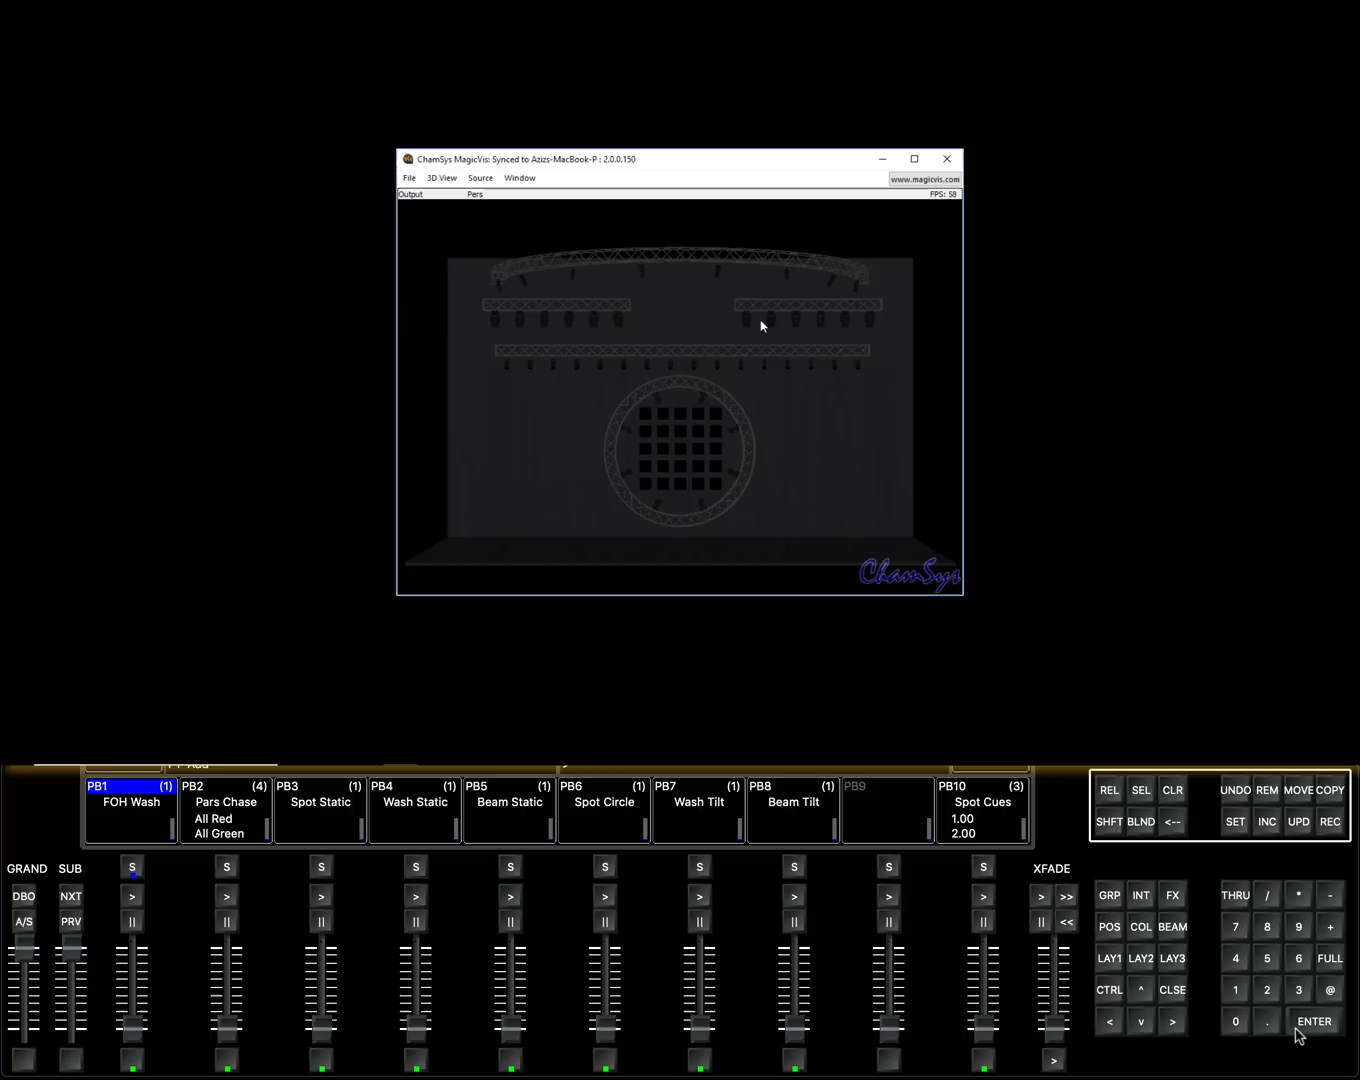 ChamSys MagicVis: Synced to Azizs-MacBook-P : 2.0.0.150
File 3D View Source Window www.magicvis.com
Output Pers FPS: 58
ChamSys
PB1 (1) PB2 (4) PB3 (1) PB4 (1) PB5 (1) PB6 (1) PB7 (1) PB8 (1) PB9 PB10 (3)
FOH Wash Pars Chase Spot Static Wash Static Beam Static Spot Circle Wash Tilt Beam Tilt Spot Cues
All Red 1.00
All Green 2.00
REL SEL CLR UNDO REM MOVE COPY
SHFT BLND <-- SET INC UPD REC
GRAND SUB S S S S S S S S S S XFADE
DBO NXT > > > > > > > > > > > >> GRP INT FX THRU / * -
A/S PRV || || || || || || || || || || || << POS COL BEAM 7 8 9 +
LAY1 LAY2 LAY3 4 5 6 FULL
CTRL ^ CLSE 1 2 3 @
< v > 0 . ENTER
>